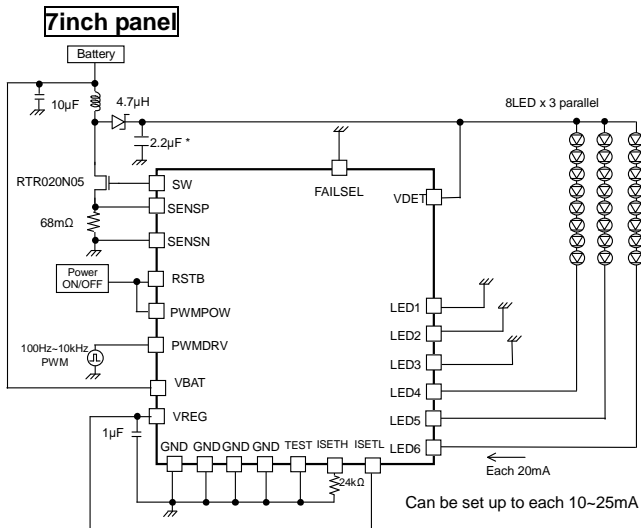 7inch panel
Battery
10µF
4.7µH
2.2µF *
8LED x 3 parallel
RTR020N05
SW
FAILSEL
VDET
SENSP
68mΩ
SENSN
Power
ON/OFF
RSTB
PWMPOW
LED1
LED2
100Hz~10kHz
PWM
PWMDRV
LED3
VBAT
LED4
VREG
LED5
1µF
GND GND GND GND TEST ISETH ISETL
LED6
24kΩ
Each 20mA
Can be set up to each 10~25mA